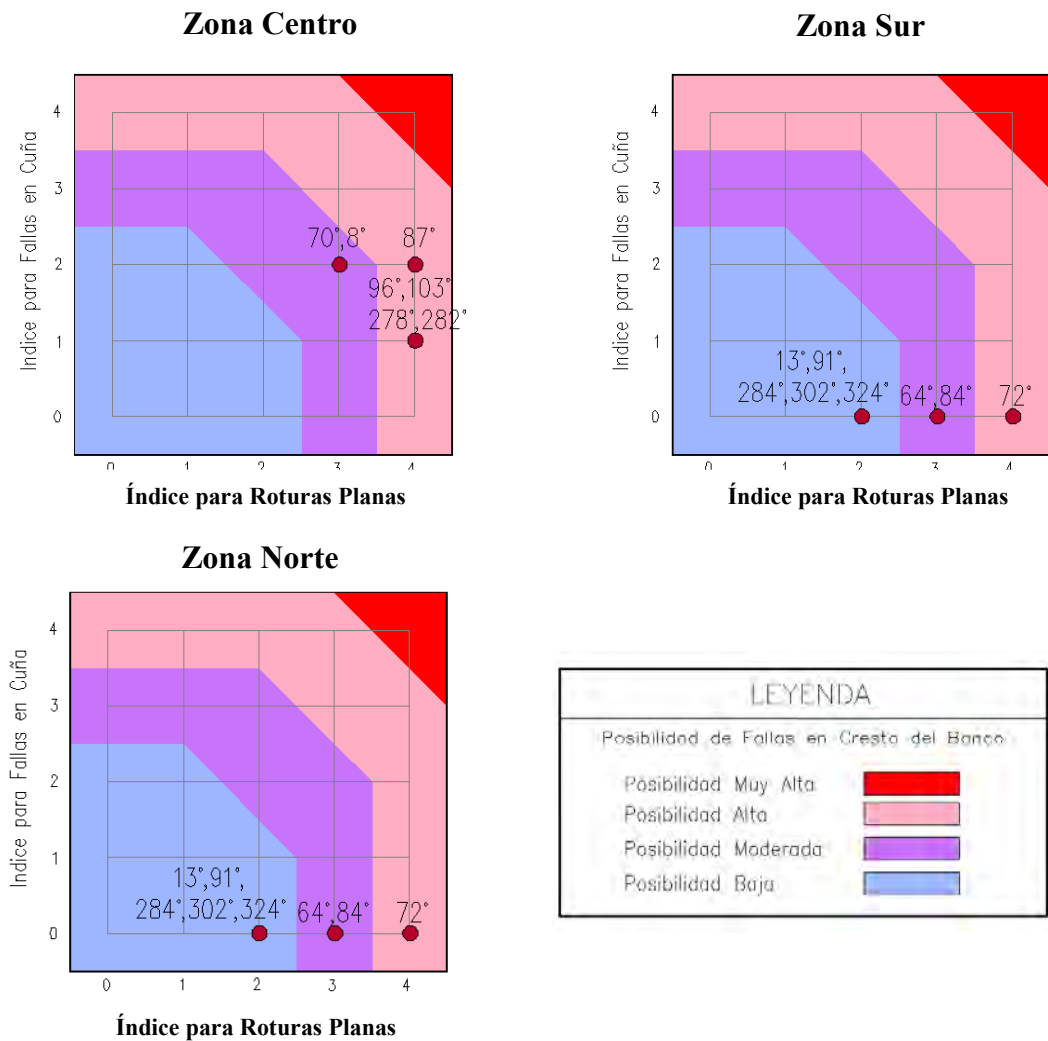 Zona Centro
Indice para Fallas en Cuña
4
3
2
1
0
70°,8°
87°
96°,103°
278°,282°
0 1 2 3 4
Índice para Roturas Planas
Zona Sur
Indice para Fallas en Cuña
4
3
2
1
0
13°,91°,
284°,302°,324°
64°,84°
72°
0 1 2 3 4
Índice para Roturas Planas
Zona Norte
Indice para Fallas en Cuña
4
3
2
1
0
13°,91°,
284°,302°,324°
64°,84°
72°
0 1 2 3 4
Índice para Roturas Planas
LEYENDA
Posibilidad de Fallas en Cresta del Banco
Posibilidad Muy Alta
Posibilidad Alta
Posibilidad Moderada
Posibilidad Baja